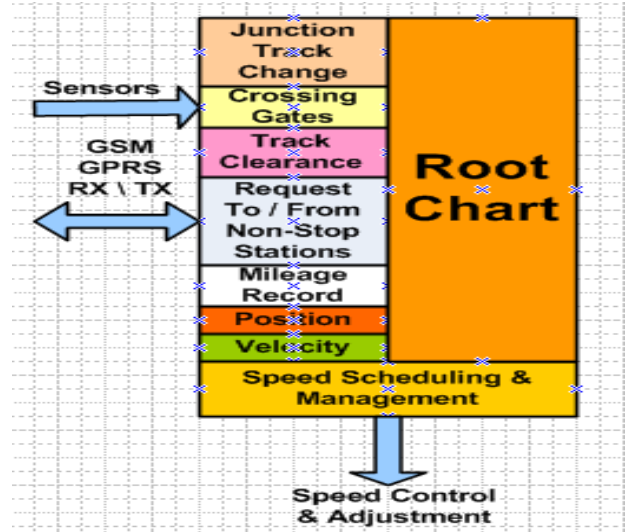 Junction
Track
Change
Sensors
Crossing
Gates
GSM
GPRS
RX \ TX
Track
Clearance
Root
Chart
Request
To / From
Non-Stop
Stations
Mileage
Record
Position
Velocity
Speed Scheduling &
Management
Speed Control
& Adjustment